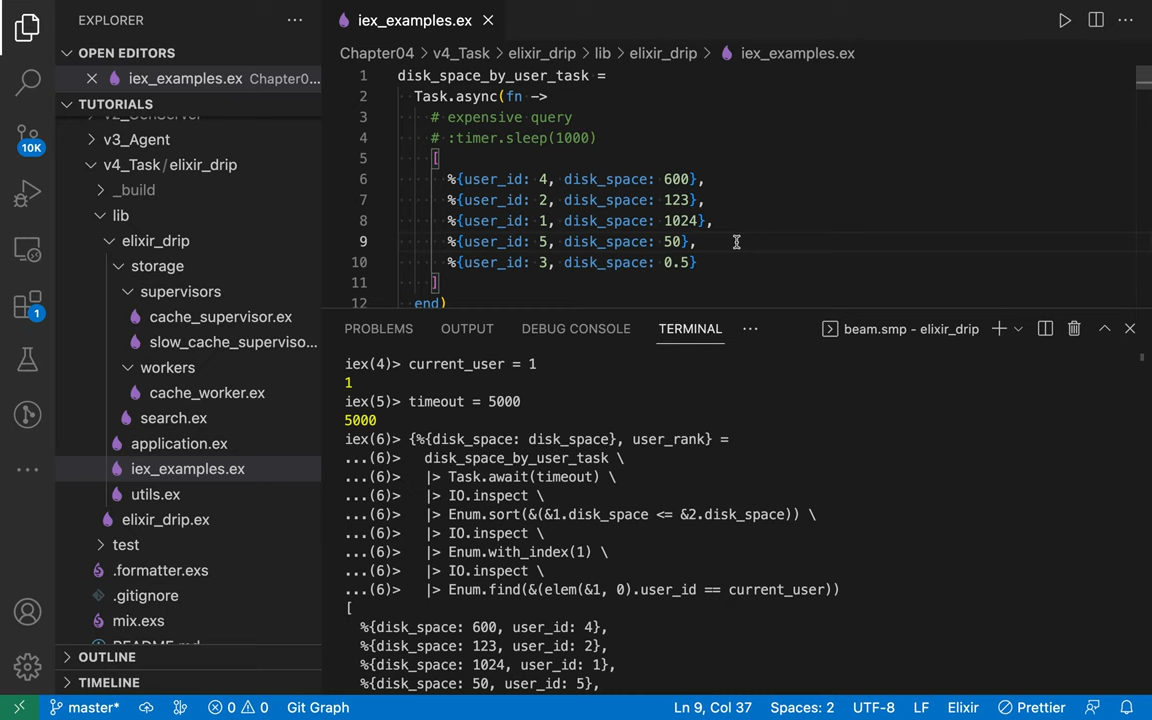 EXPLORER
OPEN EDITORS
iex_examples.ex Chapter0...
TUTORIALS
v3_Agent
v4_Task/elixir_drip
_build
lib
elixir_drip
storage
supervisors
cache_supervisor.ex
slow_cache_superviso...
workers
cache_worker.ex
search.ex
application.ex
iex_examples.ex
utils.ex
elixir_drip.ex
test
.formatter.exs
.gitignore
mix.exs
OUTLINE
TIMELINE
10K
1
iex_examples.ex
Chapter04 > v4_Task > elixir_drip > lib > elixir_drip > iex_examples.ex
1 disk_space_by_user_task =
2 Task.async(fn ->
3 # expensive query
4 # :timer.sleep(1000)
5 [
6 %{user_id: 4, disk_space: 600},
7 %{user_id: 2, disk_space: 123},
8 %{user_id: 1, disk_space: 1024},
9 %{user_id: 5, disk_space: 50},
10 %{user_id: 3, disk_space: 0.5}
11 ]
12 end)
PROBLEMS OUTPUT DEBUG CONSOLE TERMINAL ... beam.smp - elixir_drip
iex(4)> current_user = 1
1
iex(5)> timeout = 5000
5000
iex(6)> {%{disk_space: disk_space}, user_rank} =
...(6)> disk_space_by_user_task \
...(6)> |> Task.await(timeout) \
...(6)> |> IO.inspect \
...(6)> |> Enum.sort(&(&1.disk_space <= &2.disk_space)) \
...(6)> |> IO.inspect \
...(6)> |> Enum.with_index(1) \
...(6)> |> IO.inspect \
...(6)> |> Enum.find(&(elem(&1, 0).user_id == current_user))
[
%{disk_space: 600, user_id: 4},
%{disk_space: 123, user_id: 2},
%{disk_space: 1024, user_id: 1},
%{disk_space: 50, user_id: 5},
master* 0 0 Git Graph Ln 9, Col 37 Spaces: 2 UTF-8 LF Elixir Prettier